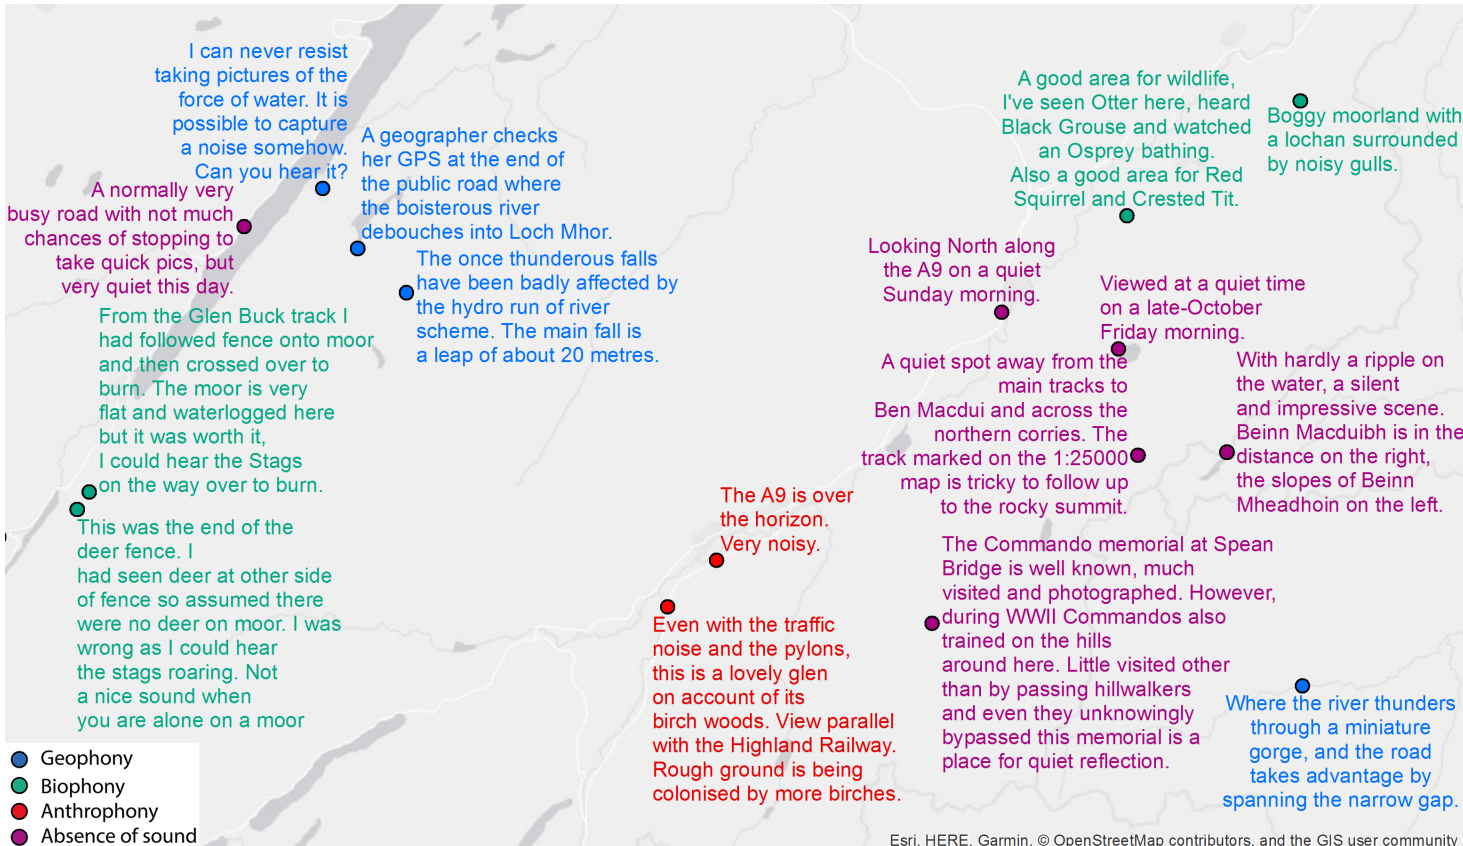 I can never resist
taking pictures of the
force of water. It is
possible to capture
a noise somehow.
Can you hear it?
A geographer checks
her GPS at the end of
the public road where
the boisterous river
debouches into Loch Mhor.
A normally very
busy road with not much
chances of stopping to
take quick pics, but
very quiet this day.
The once thunderous falls
have been badly affected by
the hydro run of river
scheme. The main fall is
a leap of about 20 metres.
From the Glen Buck track I
had followed fence onto moor
and then crossed over to
burn. The moor is very
flat and waterlogged here
but it was worth it,
I could hear the Stags
on the way over to burn.
This was the end of the
deer fence. I
had seen deer at other side
of fence so assumed there
were no deer on moor. I was
wrong as I could hear
the stags roaring. Not
a nice sound when
you are alone on a moor
A good area for wildlife,
I've seen Otter here, heard
Black Grouse and watched
an Osprey bathing.
Also a good area for Red
Squirrel and Crested Tit.
Boggy moorland with
a lochan surrounded
by noisy gulls.
Looking North along
the A9 on a quiet
Sunday morning.
Viewed at a quiet time
on a late-October
Friday morning.
A quiet spot away from the
main tracks to
Ben Macdui and across the
northern corries. The
track marked on the 1:25000
map is tricky to follow up
to the rocky summit.
With hardly a ripple on
the water, a silent
and impressive scene.
Beinn Macduibh is in the
distance on the right,
the slopes of Beinn
Mheadhoin on the left.
The A9 is over
the horizon.
Very noisy.
Even with the traffic
noise and the pylons,
this is a lovely glen
on account of its
birch woods. View parallel
with the Highland Railway.
Rough ground is being
colonised by more birches.
The Commando memorial at Spean
Bridge is well known, much
visited and photographed. However,
during WWII Commandos also
trained on the hills
around here. Little visited other
than by passing hillwalkers
and even they unknowingly
bypassed this memorial is a
place for quiet reflection.
Where the river thunders
through a miniature
gorge, and the road
takes advantage by
spanning the narrow gap.
Geophony
Biophony
Anthrophony
Absence of sound
Esri, HERE, Garmin, © OpenStreetMap contributors, and the GIS user community